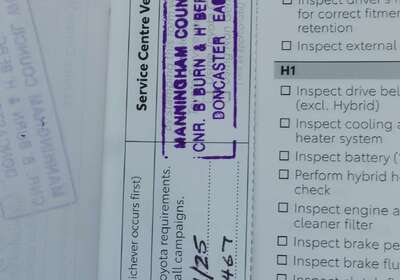 Service Centre Ve
MANNINGHAM COUN
CNR. B'BURN & H'BER
DONCASTER EA
ichever occurs first)
oyota requirements.
all campaigns.
/25
467
for correct fitmer
retention
☐ Inspect external
H1
☐ Inspect drive bel
(excl. Hybrid)
☐ Inspect cooling a
heater system
☐ Inspect battery (
☐ Perform hybrid h
check
☐ Inspect engine a
cleaner filter
☐ Inspect brake pe
☐ Inspect brake flu